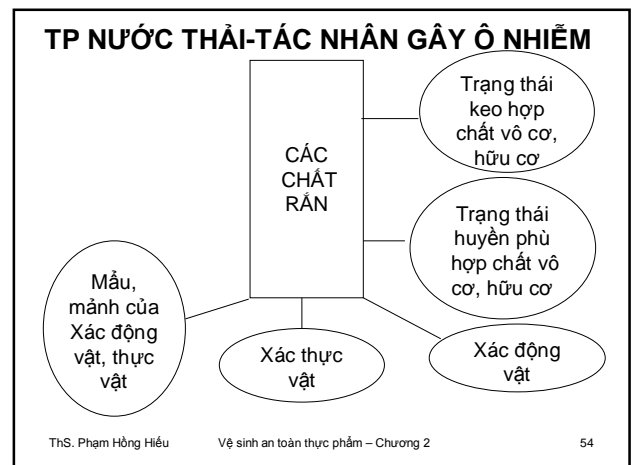 TP NƯỚC THẢI-TÁC NHÂN GÂY Ô NHIỄM
Trạng thái
keo hợp
chất vô cơ,
hữu cơ
CÁC
CHẤT
RẮN
Trạng thái
huyền phù
hợp chất vô
cơ, hữu cơ
Mẩu,
mảnh của
Xác động
vật, thực
vật
Xác thực
vật
Xác động
vật
ThS. Phạm Hồng Hiếu
Vệ sinh an toàn thực phẩm – Chương 2
54